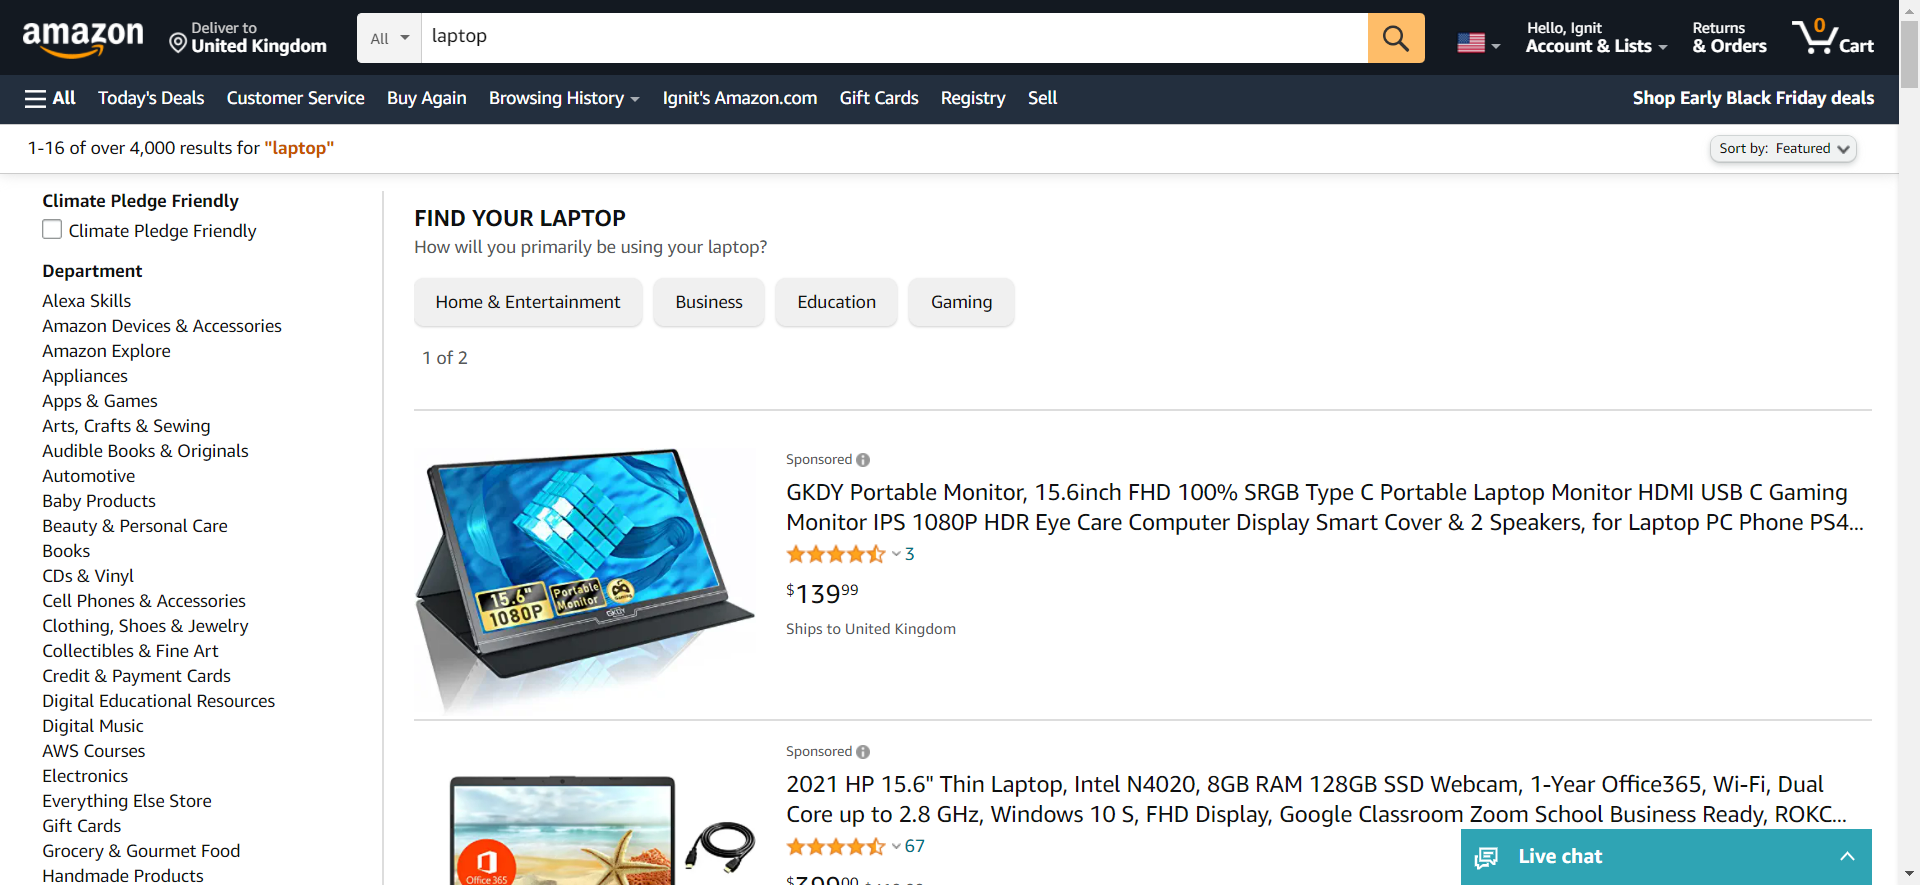 amazon
Deliver to
United Kingdom
All
laptop
Hello, Ignit
Account & Lists
Returns
& Orders
0
Cart
All
Today's Deals
Customer Service
Buy Again
Browsing History
Ignit's Amazon.com
Gift Cards
Registry
Sell
Shop Early Black Friday deals
1-16 of over 4,000 results for "laptop"
Sort by: Featured
Climate Pledge Friendly
Climate Pledge Friendly
Department
Alexa Skills
Amazon Devices & Accessories
Amazon Explore
Appliances
Apps & Games
Arts, Crafts & Sewing
Audible Books & Originals
Automotive
Baby Products
Beauty & Personal Care
Books
CDs & Vinyl
Cell Phones & Accessories
Clothing, Shoes & Jewelry
Collectibles & Fine Art
Credit & Payment Cards
Digital Educational Resources
Digital Music
AWS Courses
Electronics
Everything Else Store
Gift Cards
Grocery & Gourmet Food
Handmade Products
FIND YOUR LAPTOP
How will you primarily be using your laptop?
Home & Entertainment
Business
Education
Gaming
1 of 2
15.6"
1080P
Portable
Monitor
Gaming
GKDY
Sponsored
GKDY Portable Monitor, 15.6inch FHD 100% SRGB Type C Portable Laptop Monitor HDMI USB C Gaming
Monitor IPS 1080P HDR Eye Care Computer Display Smart Cover & 2 Speakers, for Laptop PC Phone PS4...
3
$139.99
Ships to United Kingdom
Office 365
Sponsored
2021 HP 15.6" Thin Laptop, Intel N4020, 8GB RAM 128GB SSD Webcam, 1-Year Office365, Wi-Fi, Dual
Core up to 2.8 GHz, Windows 10 S, FHD Display, Google Classroom Zoom School Business Ready, ROKC...
67
Live chat